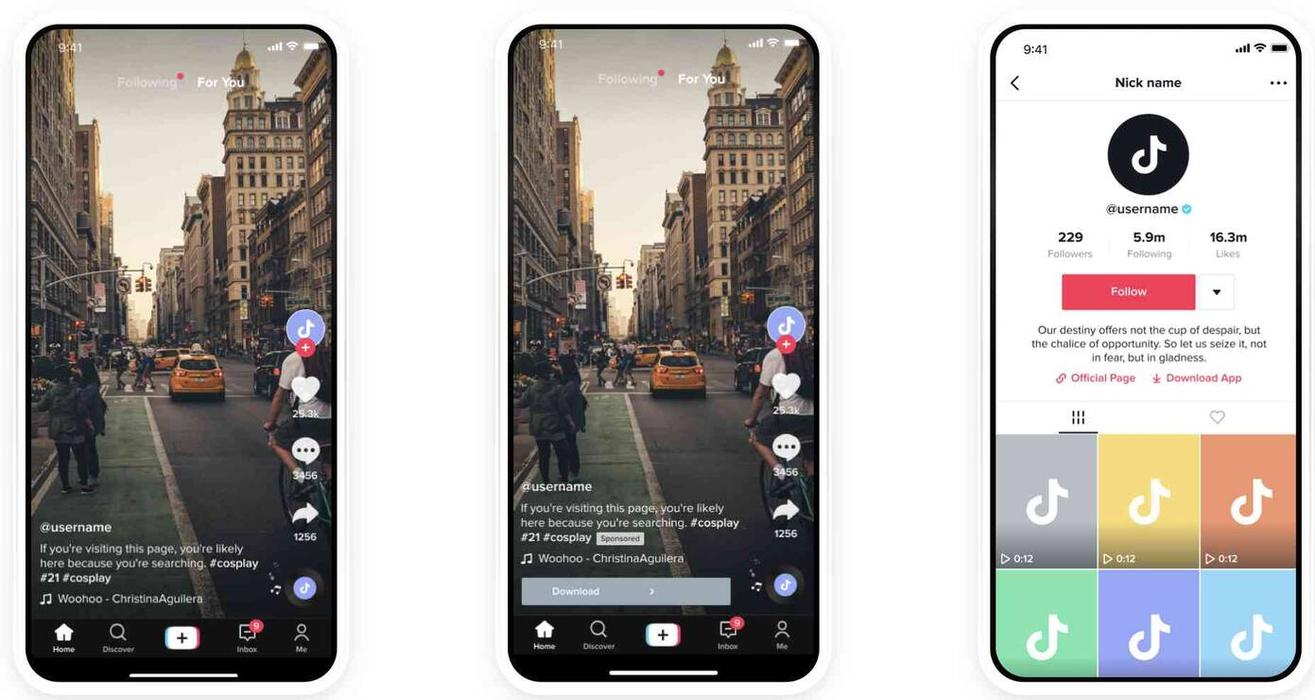 9:41
Following For You
25.3k
3456
1256
@username
If you're visiting this page, you're likely
here because you're searching. #cosplay
#21 #cosplay
Woohoo - ChristinaAguilera
Home Discover Inbox 9 Me
9:41
Following For You
25.3k
3456
1256
@username
If you're visiting this page, you're likely
here because you're searching. #cosplay
#21 #cosplay Sponsored
Woohoo - ChristinaAguilera
Download
Home Discover Inbox 9 Me
9:41
Nick name
@username
229 5.9m 16.3m
Followers Following Likes
Follow
Our destiny offers not the cup of despair, but
the chalice of opportunity. So let us seize it, not
in fear, but in gladness.
Official Page Download App
0:12 0:12 0:12